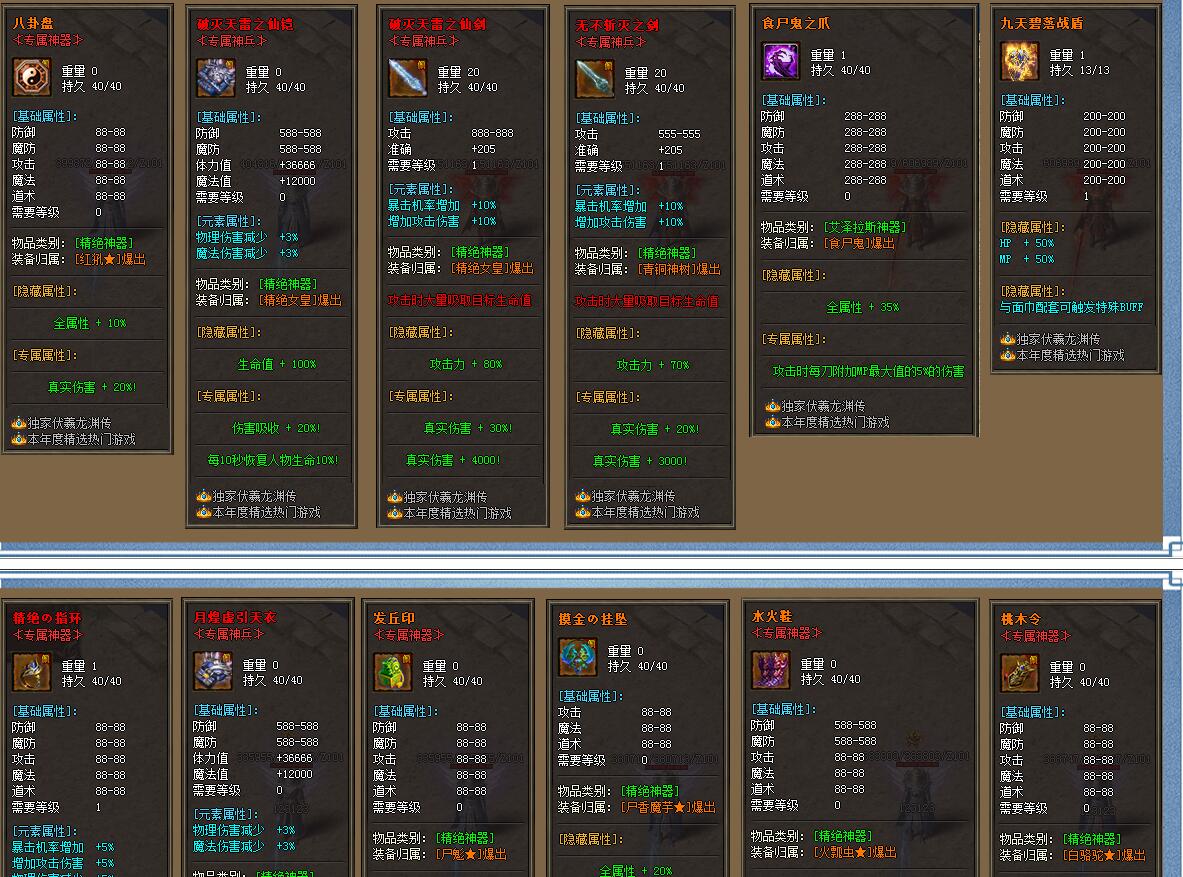 八卦盘
<专属神器>
重量 0
持久 40/40
[基础属性]:
防御 88-88
魔防 88-88
攻击 88-88
魔法 88-88
道术 88-88
需要等级 0
物品类别: [精绝神器]
装备归属: [红犼★]爆出
[隐藏属性]:
全属性 + 10%
[专属属性]:
真实伤害 + 20%!
独家伏羲龙渊传
本年度精选热门游戏
破灭天雷之仙铠
<专属神兵>
重量 0
持久 40/40
[基础属性]:
防御 588-588
魔防 588-588
体力值 +36666
魔法值 +12000
需要等级 0
[元素属性]:
物理伤害减少 +3%
魔法伤害减少 +3%
物品类别: [精绝神器]
装备归属: [精绝女皇]爆出
[隐藏属性]:
生命值 + 100%
[专属属性]:
伤害吸收 + 20%!
每10秒恢复人物生命10%!
独家伏羲龙渊传
本年度精选热门游戏
破灭天雷之仙剑
<专属神兵>
重量 20
持久 40/40
[基础属性]:
攻击 888-888
准确 +205
需要等级 1
[元素属性]:
暴击机率增加 +10%
增加攻击伤害 +10%
物品类别: [精绝神器]
装备归属: [精绝女皇]爆出
攻击时大量吸取目标生命值
[隐藏属性]:
攻击力 + 80%
[专属属性]:
真实伤害 + 30%!
真实伤害 + 4000!
独家伏羲龙渊传
本年度精选热门游戏
无不斩灭之剑
<专属神兵>
重量 20
持久 40/40
[基础属性]:
攻击 555-555
准确 +205
需要等级 1
[元素属性]:
暴击机率增加 +10%
增加攻击伤害 +10%
物品类别: [精绝神器]
装备归属: [青铜神树]爆出
攻击时大量吸取目标生命值
[隐藏属性]:
攻击力 + 70%
[专属属性]:
真实伤害 + 20%!
真实伤害 + 3000!
独家伏羲龙渊传
本年度精选热门游戏
食尸鬼之爪
重量 1
持久 40/40
[基础属性]:
防御 288-288
魔防 288-288
攻击 288-288
魔法 288-288
道术 288-288
需要等级 0
物品类别: [艾泽拉斯神器]
装备归属: [食尸鬼]爆出
[隐藏属性]:
全属性 + 35%
[专属属性]:
攻击时每刀附加MP最大值的5%的伤害
独家伏羲龙渊传
本年度精选热门游戏
九天碧落战盾
重量 1
持久 13/13
[基础属性]:
防御 200-200
魔防 200-200
攻击 200-200
魔法 200-200
道术 200-200
需要等级 1
[隐藏属性]:
HP + 50%
MP + 50%
[隐藏属性]:
与面巾配套可触发特殊BUFF
独家伏羲龙渊传
本年度精选热门游戏
精绝の指环
<专属神器>
重量 1
持久 40/40
[基础属性]:
防御 88-88
魔防 88-88
攻击 88-88
魔法 88-88
道术 88-88
需要等级 1
[元素属性]:
暴击机率增加 +5%
增加攻击伤害 +5%
物理伤害减少 +5%
月煌虚引天衣
<专属神兵>
重量 0
持久 40/40
[基础属性]:
防御 588-588
魔防 588-588
体力值 +36666
魔法值 +12000
需要等级 0
[元素属性]:
物理伤害减少 +3%
魔法伤害减少 +3%
物品类别: [精绝神器]
发丘印
<专属神器>
重量 0
持久 40/40
[基础属性]:
防御 88-88
魔防 88-88
攻击 88-88
魔法 88-88
道术 88-88
需要等级 0
物品类别: [精绝神器]
装备归属: [尸鬽★]爆出
摸金の挂坠
重量 0
持久 40/40
[基础属性]:
攻击 88-88
魔法 88-88
道术 88-88
需要等级 0
物品类别: [精绝神器]
装备归属: [尸香魔芋★]爆出
[隐藏属性]:
全属性 + 20%
水火鞋
<专属神器>
重量 0
持久 40/40
[基础属性]:
防御 588-588
魔防 588-588
攻击 88-88
魔法 88-88
道术 88-88
需要等级 0
物品类别: [精绝神器]
装备归属: [火瓢虫★]爆出
桃木令
<专属神器>
重量 0
持久 40/40
[基础属性]:
防御 88-88
魔防 88-88
攻击 88-88
魔法 88-88
道术 88-88
需要等级 0
物品类别: [精绝神器]
装备归属: [白骆驼★]爆出